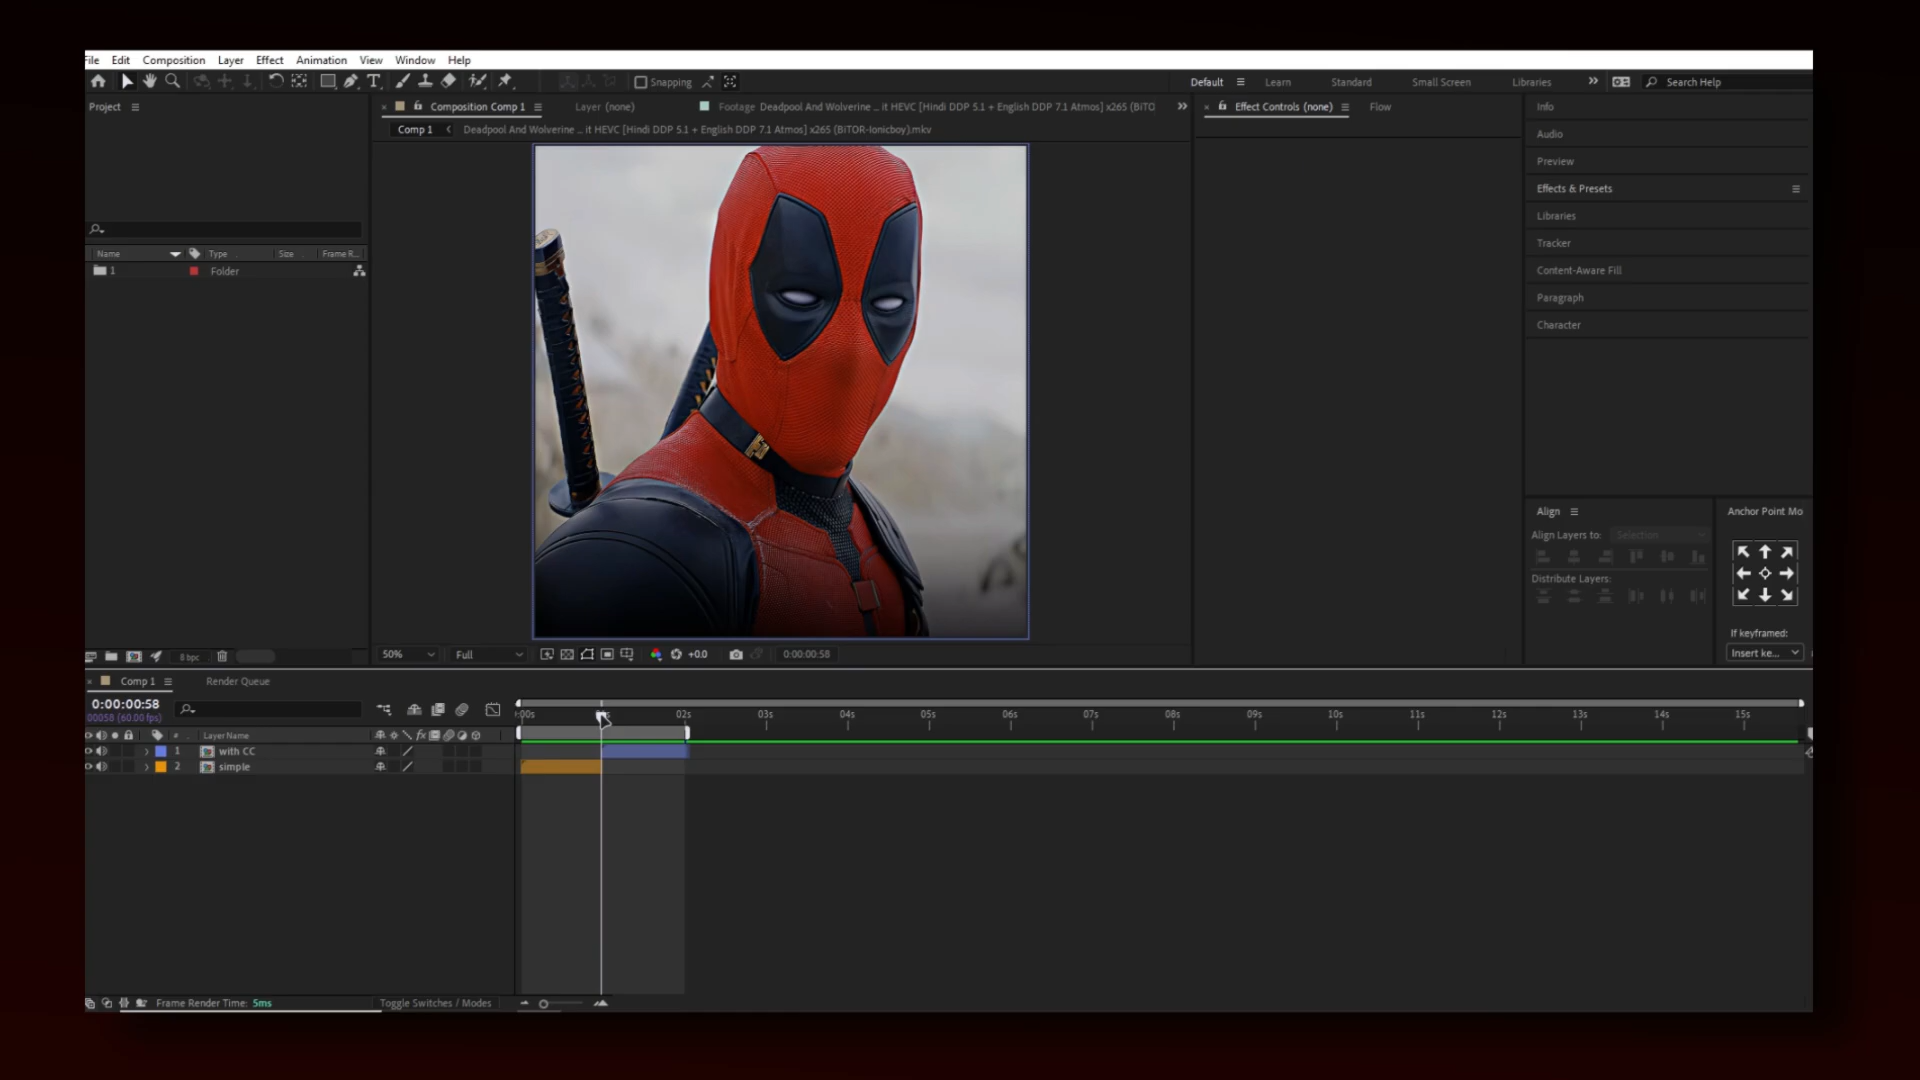 File Edit Composition Layer Effect Animation View Window Help
Snapping
Default Learn Standard Small Screen Libraries Search Help
Project
Composition Comp 1 Layer (none) Footage Deadpool And Wolverine ... it HEVC [Hindi DDP 5.1 + English DDP 7.1 Atmos] x265 (BiTO
Effect Controls (none) Flow
Comp 1 Deadpool And Wolverine ... it HEVC [Hindi DDP 5.1 + English DDP 7.1 Atmos] x265 (BiTOR-Ionicboy).mkv
Name Type Size Frame R...
1 Folder
Info
Audio
Preview
Effects & Presets
Libraries
Tracker
Content-Aware Fill
Paragraph
Character
Align
Align Layers to: Selection
Distribute Layers:
Anchor Point Mo
If keyframed:
Insert ke...
8 bpc
50% Full +0.0 0:00:00:58
Comp 1 Render Queue
0:00:00:58
00058 (60.00 fps)
:00s 02s 03s 04s 05s 06s 07s 08s 09s 10s 11s 12s 13s 14s 15s
# Layer Name
1 with CC
2 simple
Frame Render Time: 5ms Toggle Switches / Modes